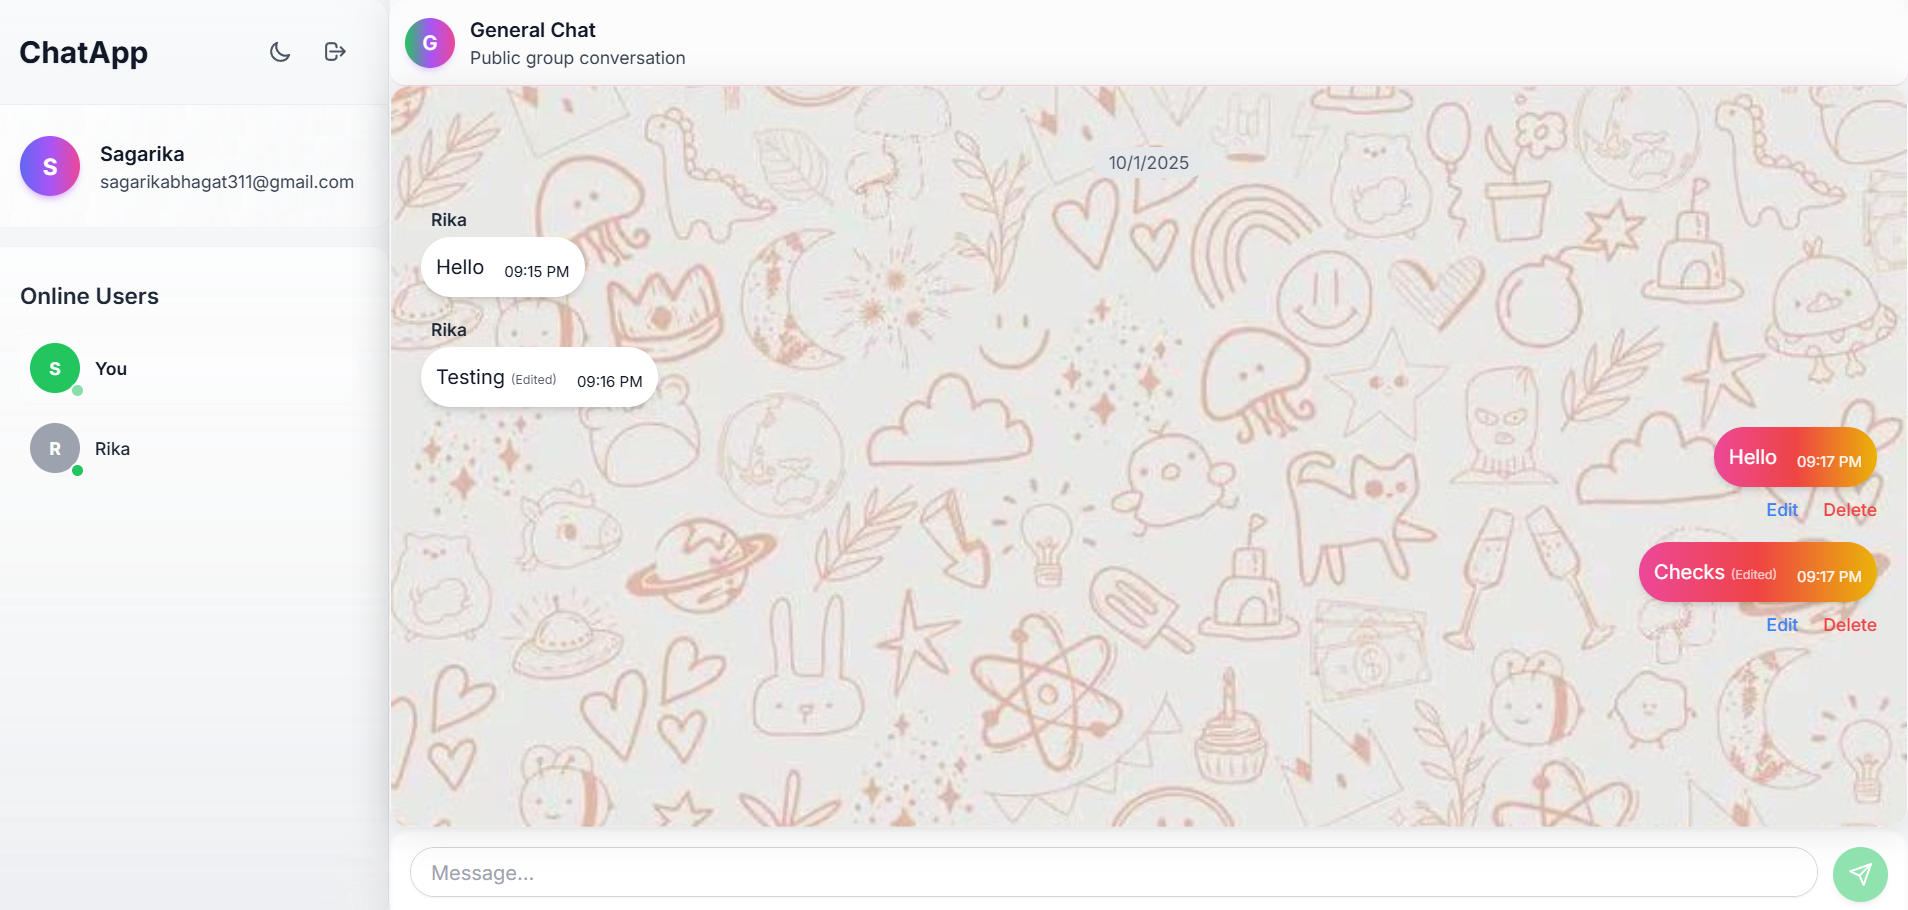 ChatApp
S
Sagarika
sagarikabhagat311@gmail.com
Online Users
S
You
R
Rika
G
General Chat
Public group conversation
10/1/2025
Rika
Hello 09:15 PM
Rika
Testing (Edited) 09:16 PM
Hello 09:17 PM
Edit Delete
Checks (Edited) 09:17 PM
Edit Delete
Message...